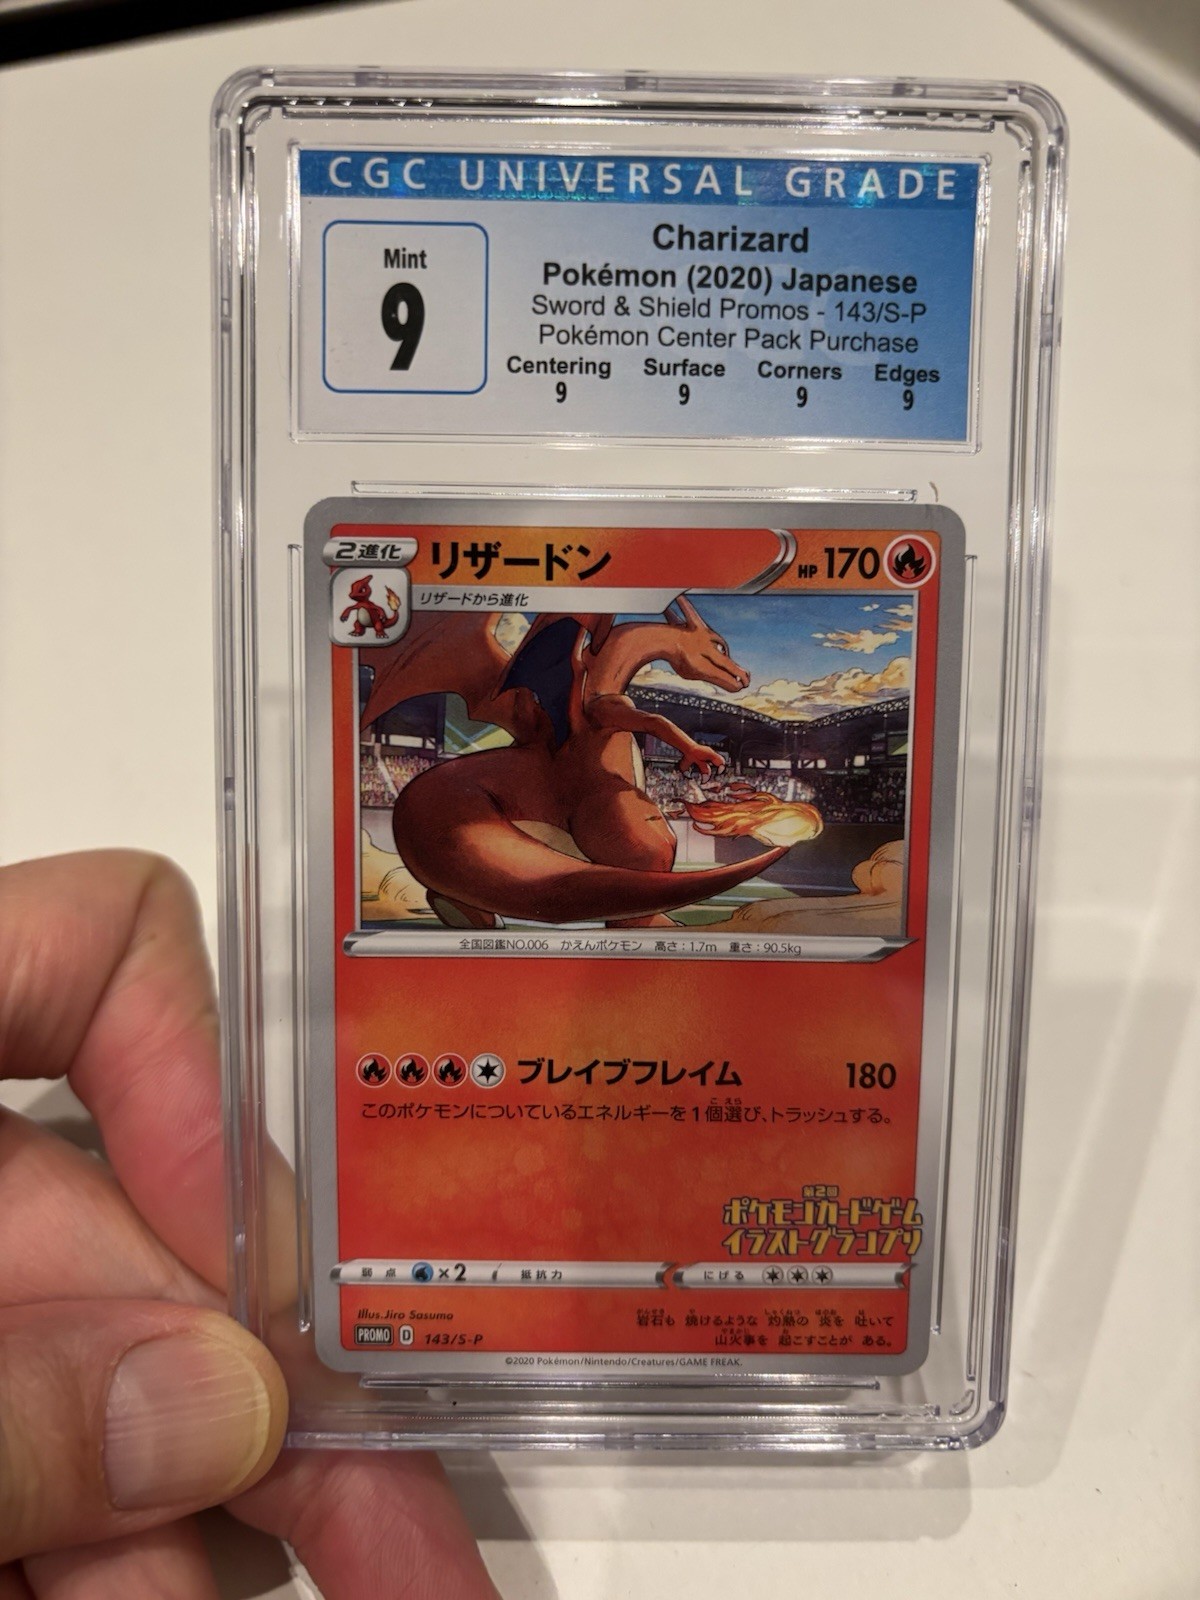 CGC UNIVERSAL GRADE
Mint
9
Charizard
Pokémon (2020) Japanese
Sword & Shield Promos - 143/S-P
Pokémon Center Pack Purchase
Centering Surface Corners Edges
9 9 9 9
2進化 リザードン HP 170
リザードから進化
全国図鑑NO.006 かえんポケモン 高さ:1.7m 重さ:90.5kg
ブレイブフレイム 180
このポケモンについているエネルギーを1個選び、トラッシュする。
第2回
ポケモンカードゲーム
イラストグランプリ
弱点 ×2 抵抗力 にげる
Illus.Jiro Sasumo
PROMO D 143/S-P
岩石も 焼けるような 灼熱の 炎を 吐いて
山火事を 起こすことが ある。
©2020 Pokémon/Nintendo/Creatures/GAME FREAK.